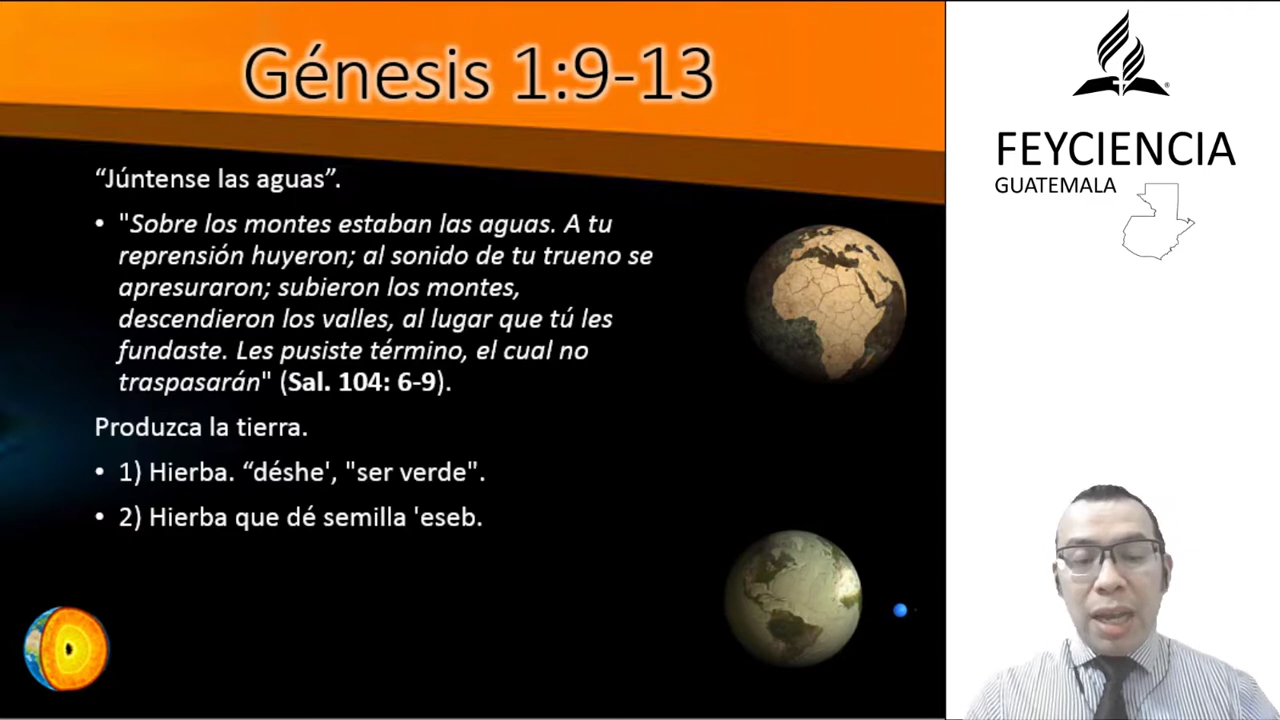 Génesis 1:9-13
“Júntense las aguas”.
• "Sobre los montes estaban las aguas. A tu
reprensión huyeron; al sonido de tu trueno se
apresuraron; subieron los montes,
descendieron los valles, al lugar que tú les
fundaste. Les pusiste término, el cual no
traspasarán" (Sal. 104: 6-9).
Produzca la tierra.
• 1) Hierba. “déshe', "ser verde".
• 2) Hierba que dé semilla 'eseb.
FEYCIENCIA
GUATEMALA